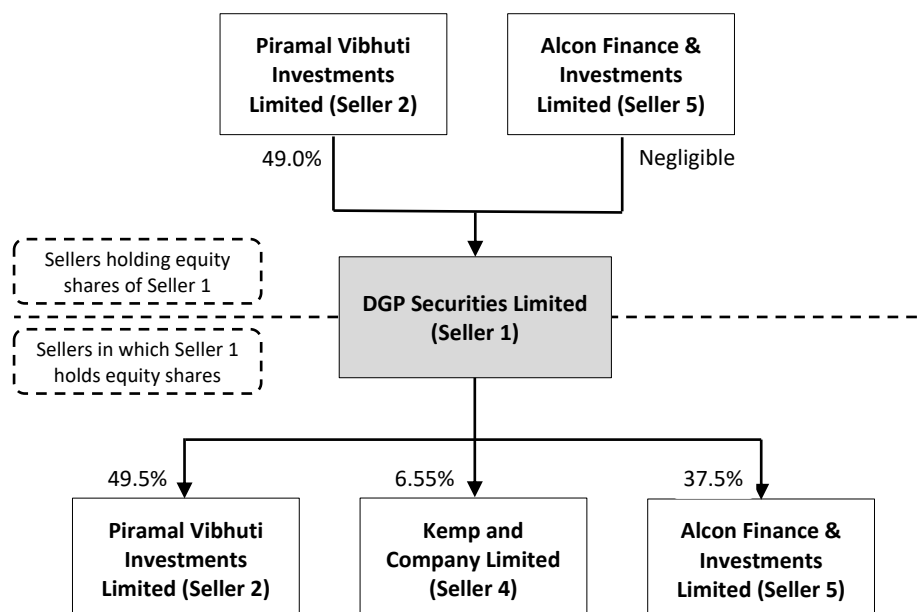 Piramal Vibhuti
Investments
Limited (Seller 2)
Alcon Finance &
Investments
Limited (Seller 5)
49.0%
Negligible
Sellers holding equity
shares of Seller 1
DGP Securities Limited
(Seller 1)
Sellers in which Seller 1
holds equity shares
49.5%
6.55%
37.5%
Piramal Vibhuti
Investments
Limited (Seller 2)
Kemp and
Company Limited
(Seller 4)
Alcon Finance &
Investments
Limited (Seller 5)